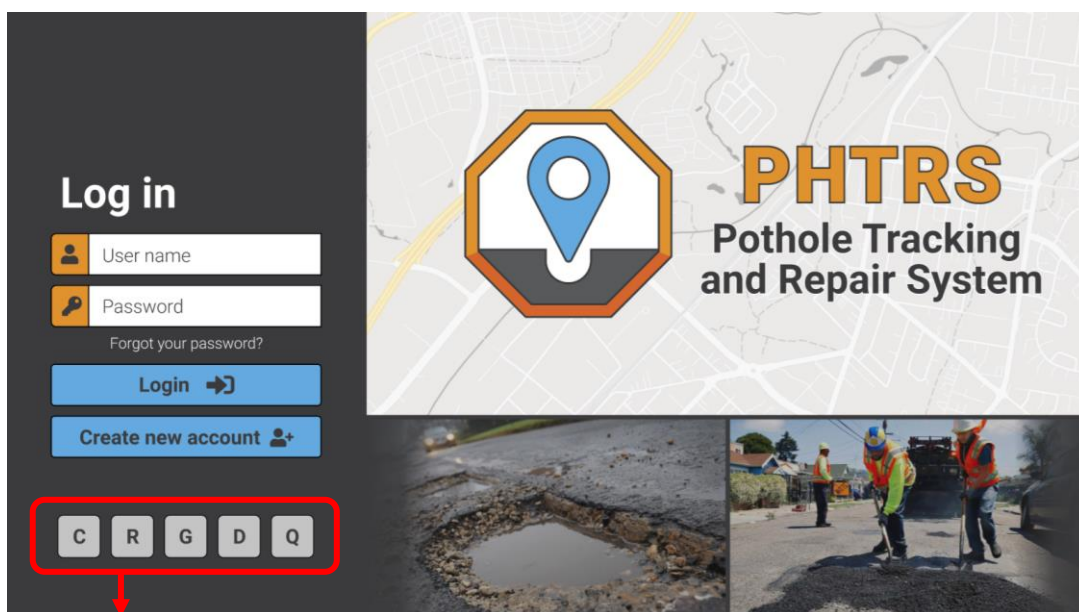 Log in
User name
Password
Forgot your password?
Login
Create new account
C R G D Q
PHTRS
Pothole Tracking
and Repair System